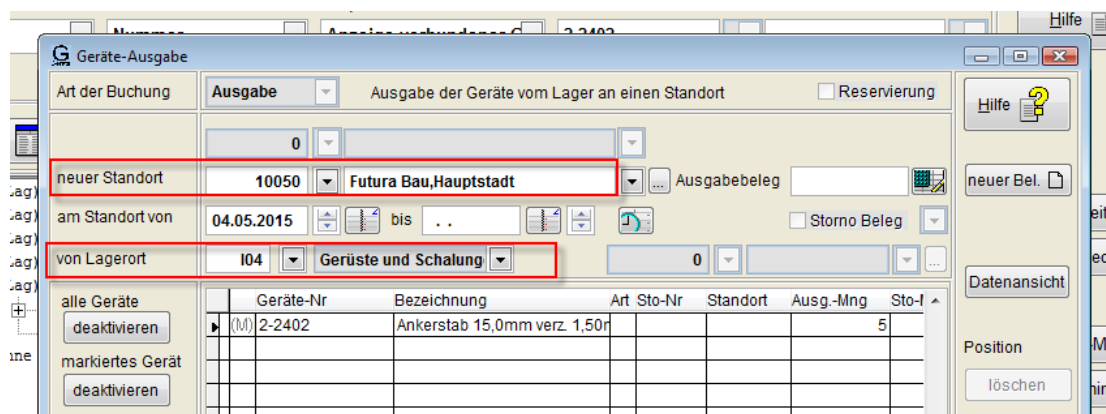 Hilfe
Nummer
2-2402
Geräte-Ausgabe
Art der Buchung Ausgabe Ausgabe der Geräte vom Lager an einen Standort Reservierung
Hilfe
0
neuer Standort 10050 Futura Bau,Hauptstadt ... Ausgabebeleg neuer Bel.
am Standort von 04.05.2015 bis . . Storno Beleg
von Lagerort I04 Gerüste und Schalung 0 ...
Datenansicht
alle Geräte Geräte-Nr Bezeichnung Art Sto-Nr Standort Ausg.-Mng
deaktivieren (M) 2-2402 Ankerstab 15,0mm verz. 1,50 5
markiertes Gerät
Position
deaktivieren
löschen